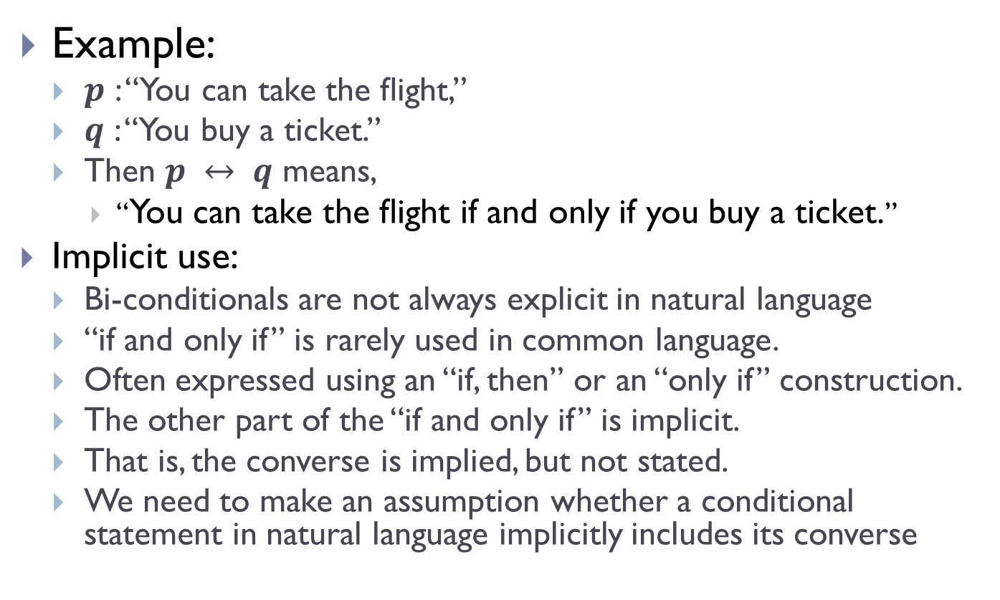 Example:
p : “You can take the flight,”
q : “You buy a ticket.”
Then p ↔ q means,
“You can take the flight if and only if you buy a ticket.”
Implicit use:
Bi-conditionals are not always explicit in natural language
“if and only if” is rarely used in common language.
Often expressed using an “if, then” or an “only if” construction.
The other part of the “if and only if” is implicit.
That is, the converse is implied, but not stated.
We need to make an assumption whether a conditional
statement in natural language implicitly includes its converse